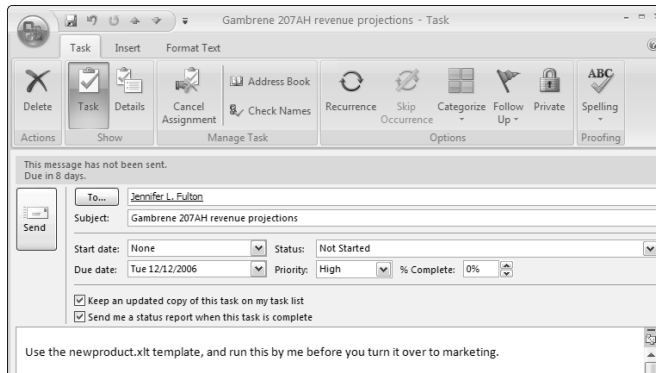 Gambrene 207AH revenue projections - Task
Task Insert Format Text
Delete
Task
Details
Cancel Assignment
Address Book
Check Names
Recurrence
Skip Occurrence
Categorize
Follow Up
Private
ABC
Spelling
Actions Show Manage Task Options Proofing
This message has not been sent.
Due in 8 days.
Send
To... Jennifer L. Fulton
Subject: Gambrene 207AH revenue projections
Start date: None Status: Not Started
Due date: Tue 12/12/2006 Priority: High % Complete: 0%
Keep an updated copy of this task on my task list
Send me a status report when this task is complete
Use the newproduct.xlt template, and run this by me before you turn it over to marketing.